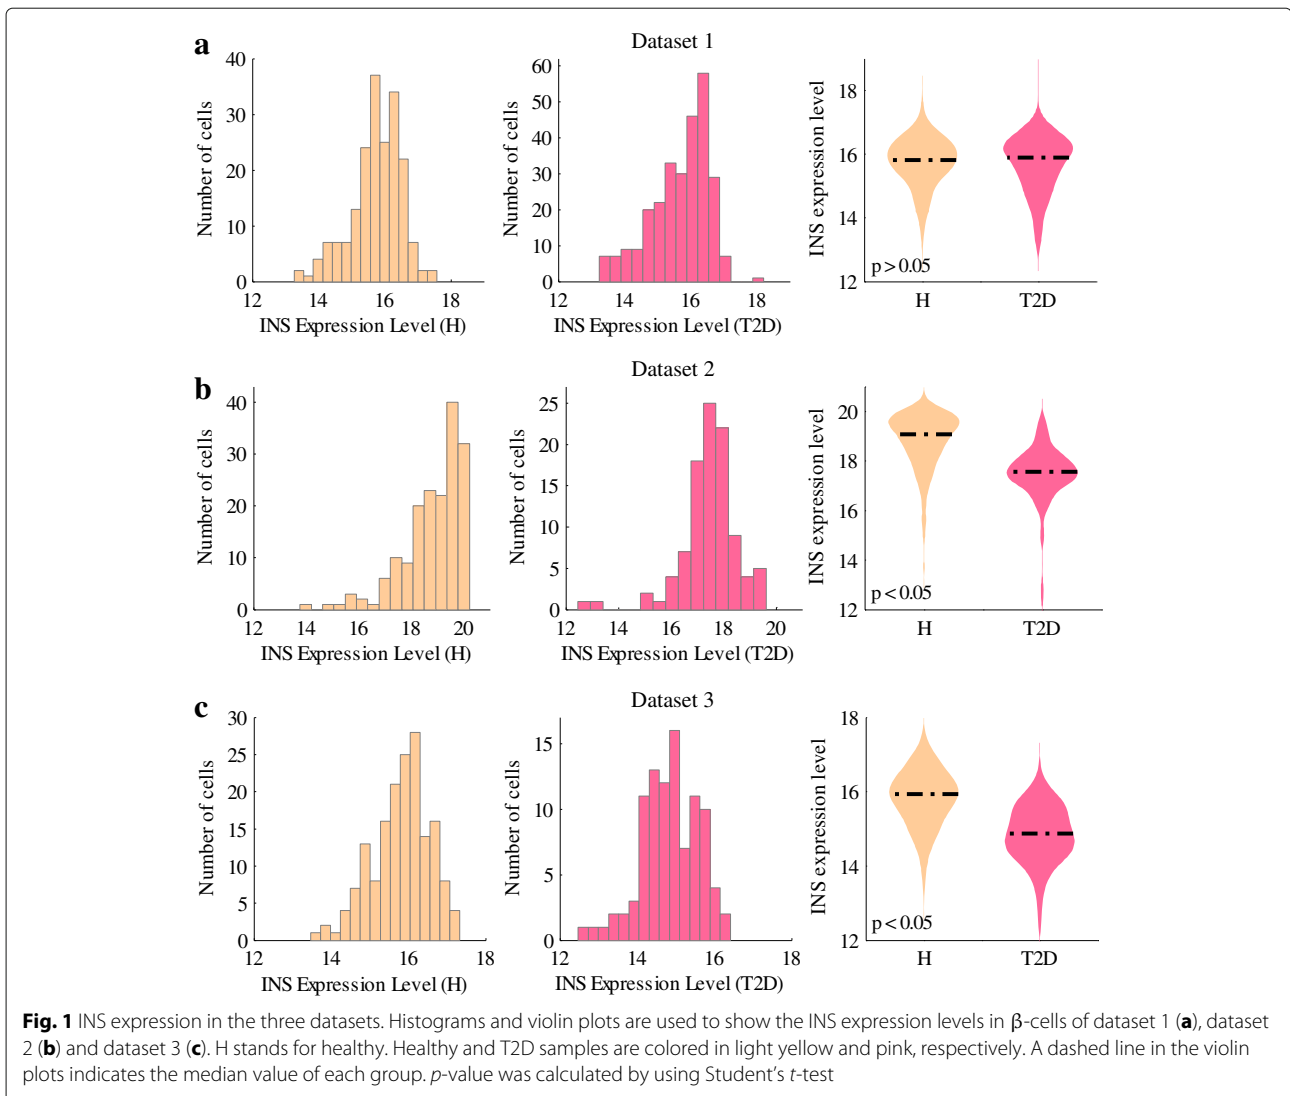 a
Dataset 1
40
30
20
10
0
Number of cells
12 14 16 18
INS Expression Level (H)
60
50
40
30
20
10
0
Number of cells
12 14 16 18
INS Expression Level (T2D)
18
16
14
12
INS expression level
p > 0.05
H T2D
b
Dataset 2
40
30
20
10
0
Number of cells
12 14 16 18 20
INS Expression Level (H)
25
20
15
10
5
0
Number of cells
12 14 16 18 20
INS Expression Level (T2D)
20
18
16
14
12
INS expression level
p < 0.05
H T2D
c
Dataset 3
30
25
20
15
10
5
0
Number of cells
12 14 16 18
INS Expression Level (H)
15
10
5
0
Number of cells
12 14 16 18
INS Expression Level (T2D)
18
16
14
12
INS expression level
p < 0.05
H T2D
Fig. 1 INS expression in the three datasets. Histograms and violin plots are used to show the INS expression levels in β-cells of dataset 1 (a), dataset
2 (b) and dataset 3 (c). H stands for healthy. Healthy and T2D samples are colored in light yellow and pink, respectively. A dashed line in the violin
plots indicates the median value of each group. p-value was calculated by using Student's t-test